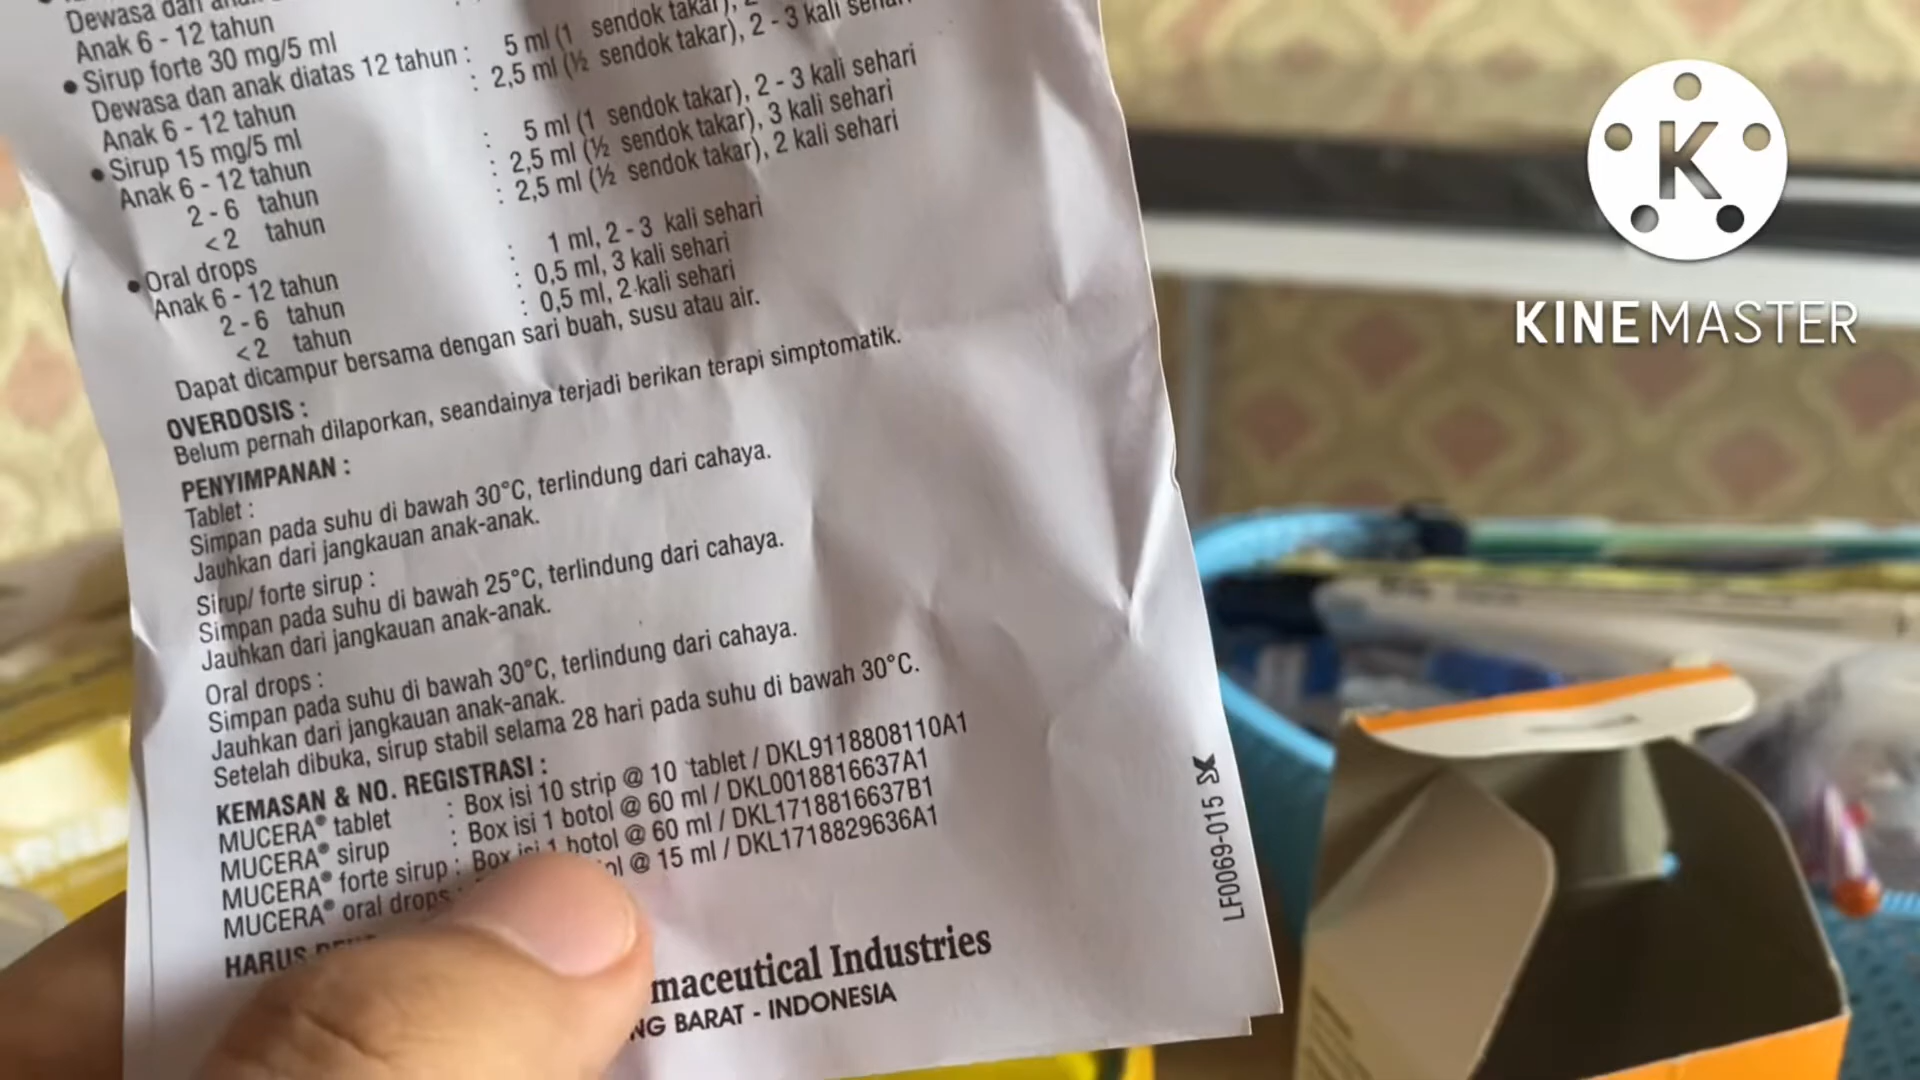 Dewasa dan
Anak 6 - 12 tahun : 5 ml (1 sendok takar),
• Sirup forte 30 mg/5 ml
Dewasa dan anak diatas 12 tahun : 5 ml (1 sendok takar), 2
Anak 6 - 12 tahun : 2,5 ml (½ sendok takar), 2 - 3 kali sehari
• Sirup 15 mg/5 ml
Anak 6 - 12 tahun : 5 ml (1 sendok takar), 2 - 3 kali sehari
2 - 6 tahun : 2,5 ml (½ sendok takar), 3 kali sehari
< 2 tahun : 2,5 ml (½ sendok takar), 2 kali sehari
• Oral drops
Anak 6 - 12 tahun : 1 ml, 2 - 3 kali sehari
2 - 6 tahun : 0,5 ml, 3 kali sehari
< 2 tahun : 0,5 ml, 2 kali sehari
Dapat dicampur bersama dengan sari buah, susu atau air.
OVERDOSIS :
Belum pernah dilaporkan, seandainya terjadi berikan terapi simptomatik.
PENYIMPANAN :
Tablet :
Simpan pada suhu di bawah 30°C, terlindung dari cahaya.
Jauhkan dari jangkauan anak-anak.
Sirup/ forte sirup :
Simpan pada suhu di bawah 25°C, terlindung dari cahaya.
Jauhkan dari jangkauan anak-anak.
Oral drops :
Simpan pada suhu di bawah 30°C, terlindung dari cahaya.
Jauhkan dari jangkauan anak-anak.
Setelah dibuka, sirup stabil selama 28 hari pada suhu di bawah 30°C.
KEMASAN & NO. REGISTRASI :
MUCERA® tablet : Box isi 10 strip @ 10 tablet / DKL9118808110A1
MUCERA® sirup : Box isi 1 botol @ 60 ml / DKL0018816637A1
MUCERA® forte sirup : Box isi 1 botol @ 60 ml / DKL1718816637B1
MUCERA® oral drops : ol @ 15 ml / DKL1718829636A1
HARUS
maceutical Industries
NG BARAT - INDONESIA
LF0069-015
K
KINEMASTER